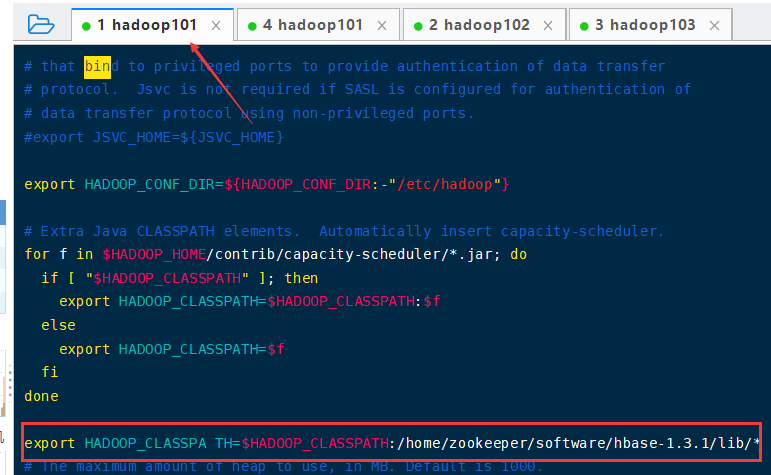 1 hadoop101 × 4 hadoop101 × 2 hadoop102 × 3 hadoop103 ×
# that bind to privileged ports to provide authentication of data transfer
# protocol.  Jsvc is not required if SASL is configured for authentication of
# data transfer protocol using non-privileged ports.
#export JSVC_HOME=${JSVC_HOME}
export HADOOP_CONF_DIR=${HADOOP_CONF_DIR:-"/etc/hadoop"}
# Extra Java CLASSPATH elements.  Automatically insert capacity-scheduler.
for f in $HADOOP_HOME/contrib/capacity-scheduler/*.jar; do
  if [ "$HADOOP_CLASSPATH" ]; then
    export HADOOP_CLASSPATH=$HADOOP_CLASSPATH:$f
  else
    export HADOOP_CLASSPATH=$f
  fi
done
export HADOOP_CLASSPA TH=$HADOOP_CLASSPATH:/home/zookeeper/software/hbase-1.3.1/lib/*
# The maximum amount of heap to use, in MB. Default is 1000.